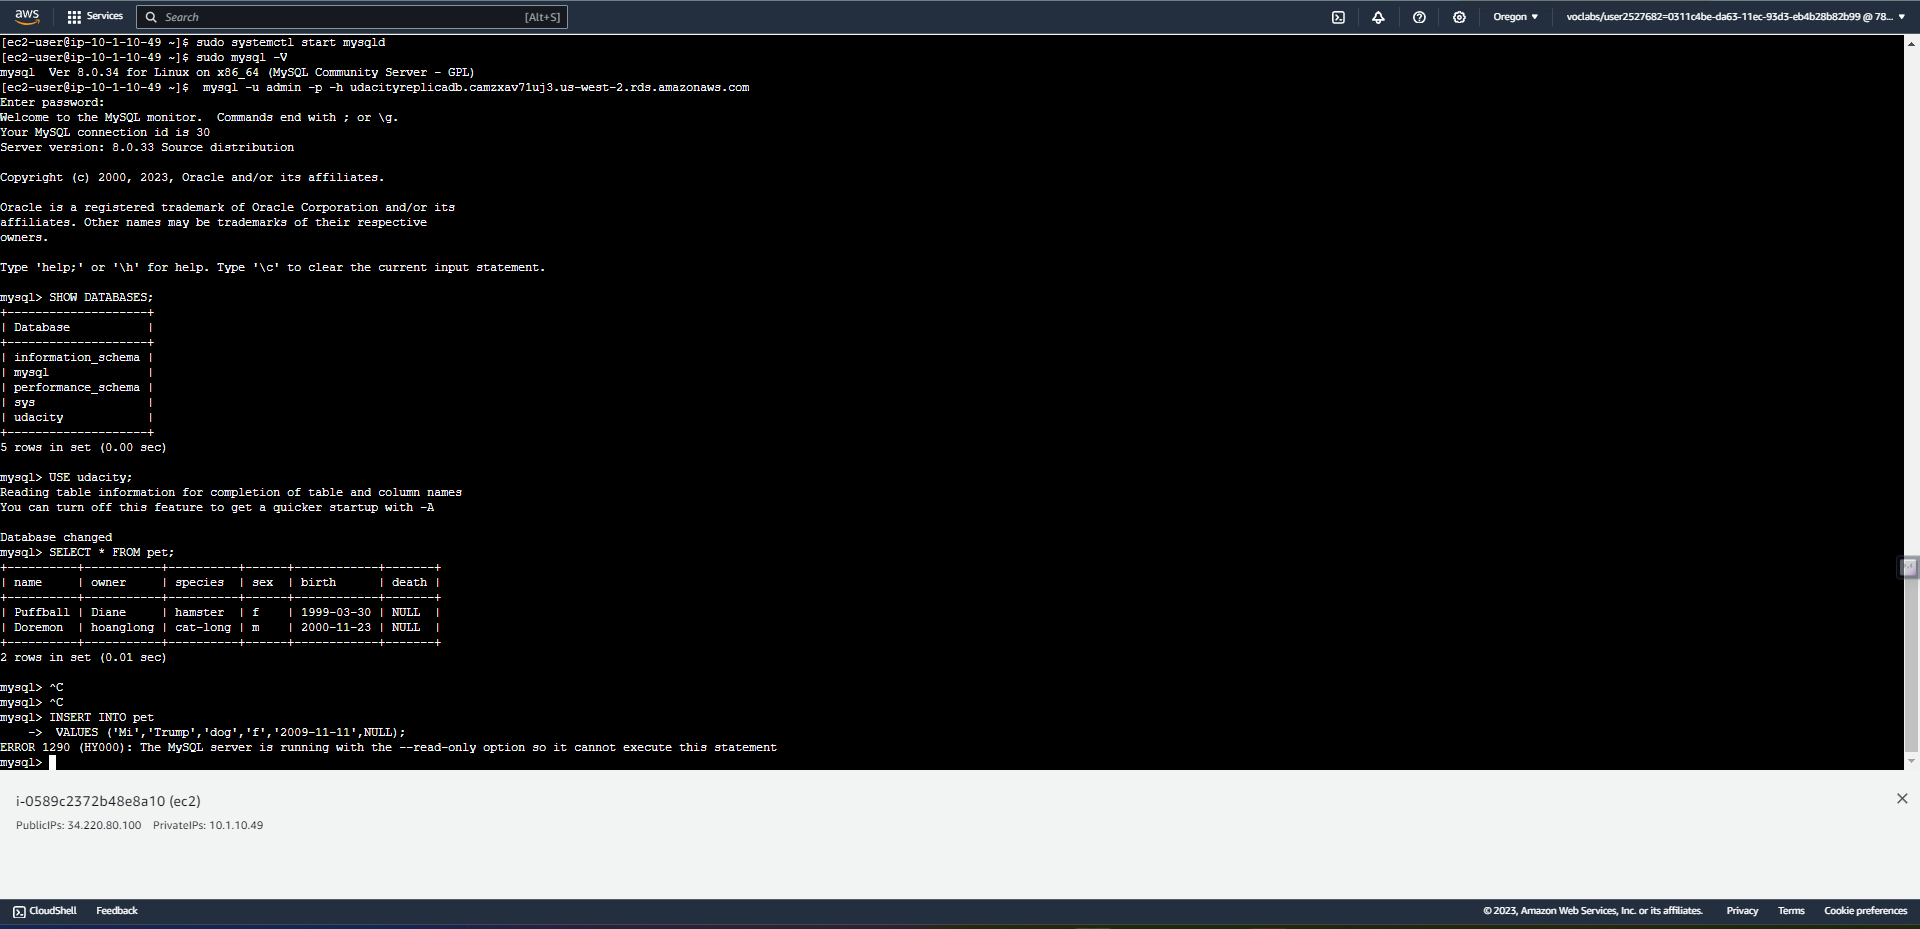 aws
Services
Search
[Alt+S]
Oregon ▼
voclabs/user2527682=0311c4be-da63-11ec-93d3-eb4b28b82b99 @ 78... ▼
[ec2-user@ip-10-1-10-49 ~]$ sudo systemctl start mysqld
[ec2-user@ip-10-1-10-49 ~]$ sudo mysql -V
mysql  Ver 8.0.34 for Linux on x86_64 (MySQL Community Server - GPL)
[ec2-user@ip-10-1-10-49 ~]$  mysql -u admin -p -h udacityreplicadb.camzxav71uj3.us-west-2.rds.amazonaws.com
Enter password:
Welcome to the MySQL monitor.  Commands end with ; or \g.
Your MySQL connection id is 30
Server version: 8.0.33 Source distribution
Copyright (c) 2000, 2023, Oracle and/or its affiliates.
Oracle is a registered trademark of Oracle Corporation and/or its
affiliates. Other names may be trademarks of their respective
owners.
Type 'help;' or '\h' for help. Type '\c' to clear the current input statement.
mysql> SHOW DATABASES;
+--------------------+
| Database           |
+--------------------+
| information_schema |
| mysql              |
| performance_schema |
| sys                |
| udacity            |
+--------------------+
5 rows in set (0.00 sec)
mysql> USE udacity;
Reading table information for completion of table and column names
You can turn off this feature to get a quicker startup with -A
Database changed
mysql> SELECT * FROM pet;
+----------+-----------+----------+------+------------+-------+
| name     | owner     | species  | sex  | birth      | death |
+----------+-----------+----------+------+------------+-------+
| Puffball | Diane     | hamster  | f    | 1999-03-30 | NULL  |
| Doremon  | hoanglong | cat-long | m    | 2000-11-23 | NULL  |
+----------+-----------+----------+------+------------+-------+
2 rows in set (0.01 sec)
mysql> ^C
mysql> ^C
mysql> INSERT INTO pet
    ->  VALUES ('Mi','Trump','dog','f','2009-11-11',NULL);
ERROR 1290 (HY000): The MySQL server is running with the --read-only option so it cannot execute this statement
mysql>
i-0589c2372b48e8a10 (ec2)
PublicIPs: 34.220.80.100    PrivateIPs: 10.1.10.49
CloudShell
Feedback
© 2023, Amazon Web Services, Inc. or its affiliates.
Privacy
Terms
Cookie preferences